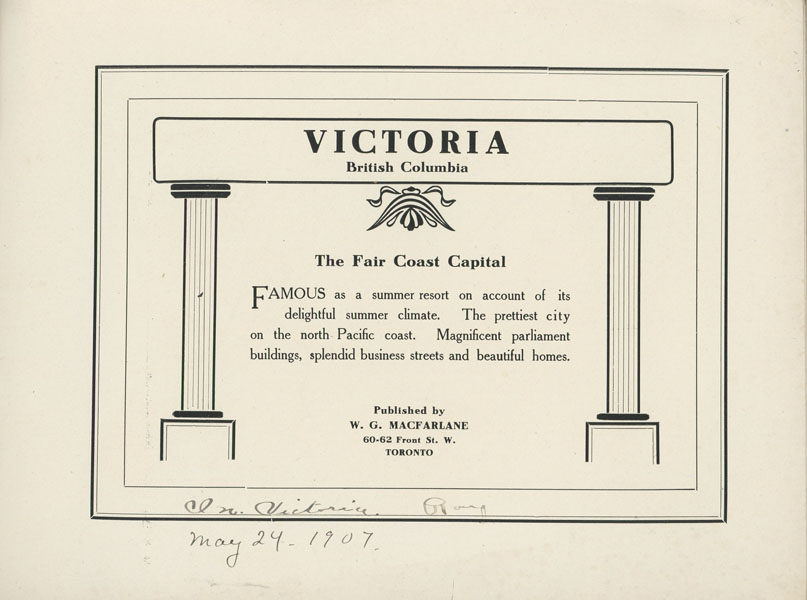 VICTORIA
British Columbia
The Fair Coast Capital
FAMOUS as a summer resort on account of its
delightful summer climate. The prettiest city
on the north Pacific coast. Magnificent parliament
buildings, splendid business streets and beautiful homes.
Published by
W. G. MACFARLANE
60-62 Front St. W.
TORONTO
In Victoria.
May 24 - 1907.